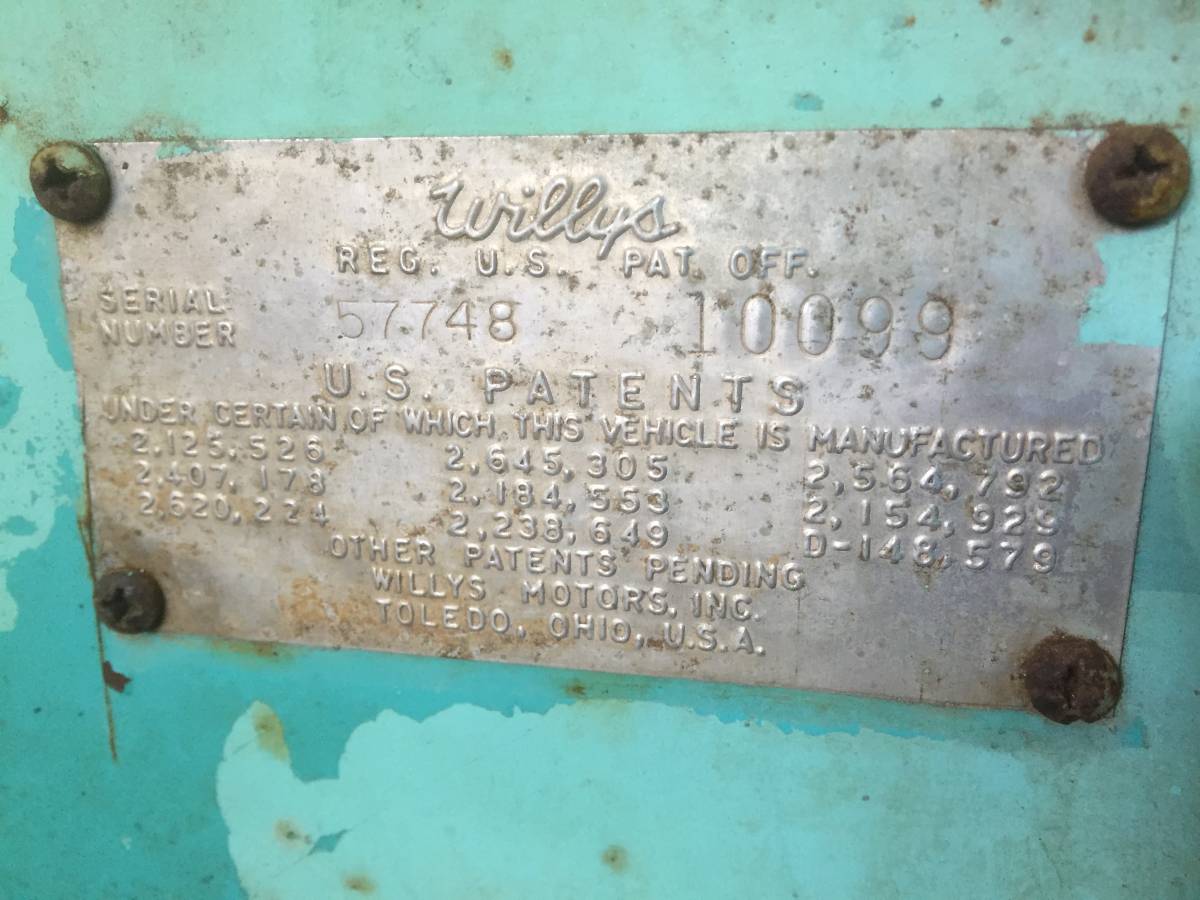 Willys
REG. U.S. PAT. OFF.
SERIAL NUMBER 57748 10099
U.S. PATENTS
UNDER CERTAIN OF WHICH THIS VEHICLE IS MANUFACTURED
2,125,526 2,645,305 2,564,792
2,407,178 2,184,553 2,154,929
2,620,224 2,238,649 D-148,579
OTHER PATENTS PENDING
WILLYS MOTORS, INC.
TOLEDO, OHIO, U.S.A.